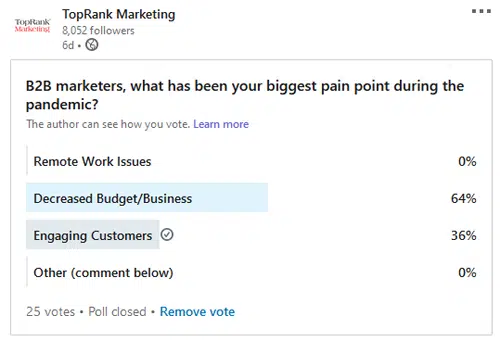 TopRank
Marketing
TopRank Marketing
8,052 followers
6d •
B2B marketers, what has been your biggest pain point during the
pandemic?
The author can see how you vote. Learn more
Remote Work Issues 0%
Decreased Budget/Business 64%
Engaging Customers 36%
Other (comment below) 0%
25 votes • Poll closed • Remove vote